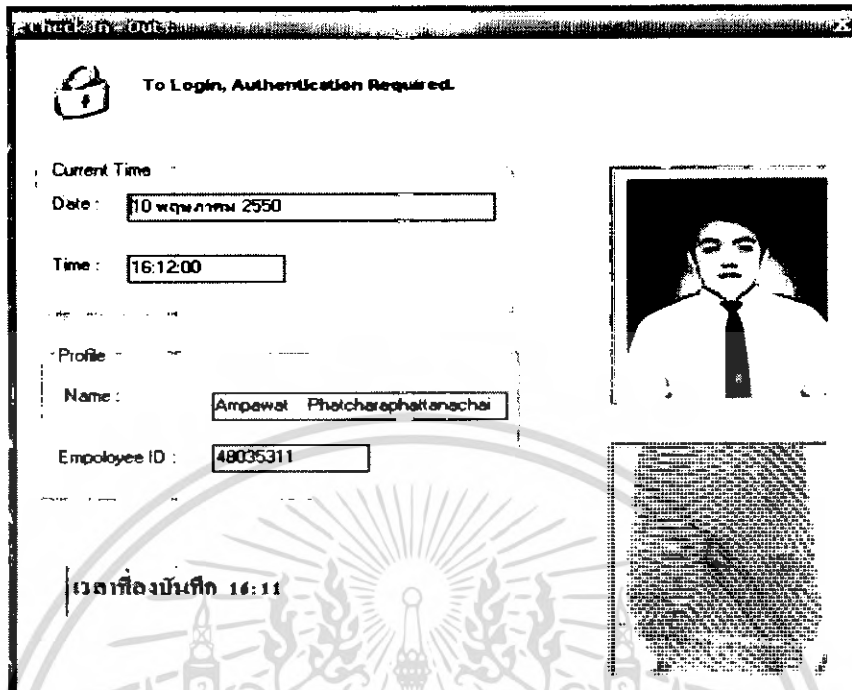 Check In - Out
To Login, Authentication Required.
Current Time
Date :
10 พฤษภาคม 2550
Time :
16:12:00
Profile
Name :
Ampawat Phatcharaphattanachai
Empoloyee ID :
48035311
เวลาที่ลงบันทึก 16:11